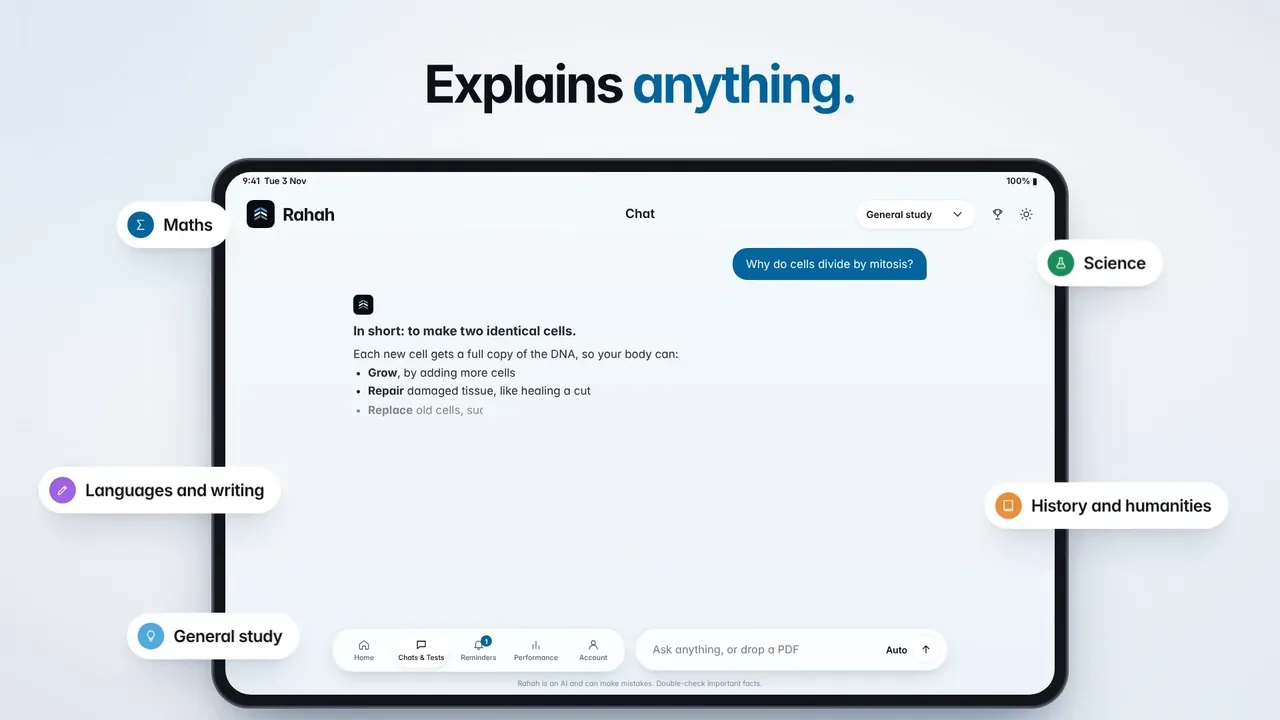 Explains anything.
9:41 Tue 3 Nov
100%
Rahah
Chat
General study
Maths
Science
Why do cells divide by mitosis?
In short: to make two identical cells.
Each new cell gets a full copy of the DNA, so your body can:
• Grow, by adding more cells
• Repair damaged tissue, like healing a cut
• Replace old cells, suc
Languages and writing
History and humanities
General study
1
Home
Chats & Tests
Reminders
Performance
Account
Ask anything, or drop a PDF
Auto
Rahah is an AI and can make mistakes. Double-check important facts.